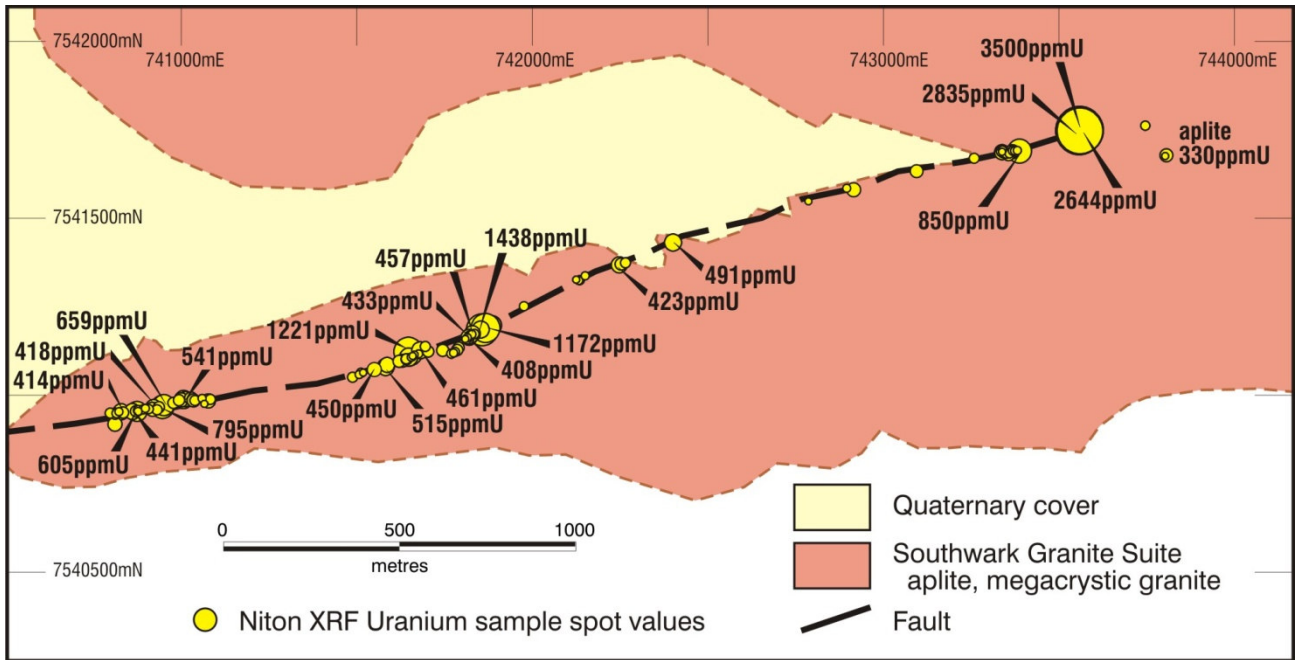 7542000mN
741000mE
742000mE
743000mE
744000mE
3500ppmU
2835ppmU
aplite
330ppmU
2644ppmU
850ppmU
7541500mN
1438ppmU
457ppmU
491ppmU
433ppmU
423ppmU
659ppmU
1221ppmU
1172ppmU
418ppmU
541ppmU
408ppmU
414ppmU
461ppmU
450ppmU
515ppmU
795ppmU
441ppmU
605ppmU
0 500 1000
metres
Quaternary cover
Southwark Granite Suite
aplite, megacrystic granite
7540500mN
Niton XRF Uranium sample spot values
Fault